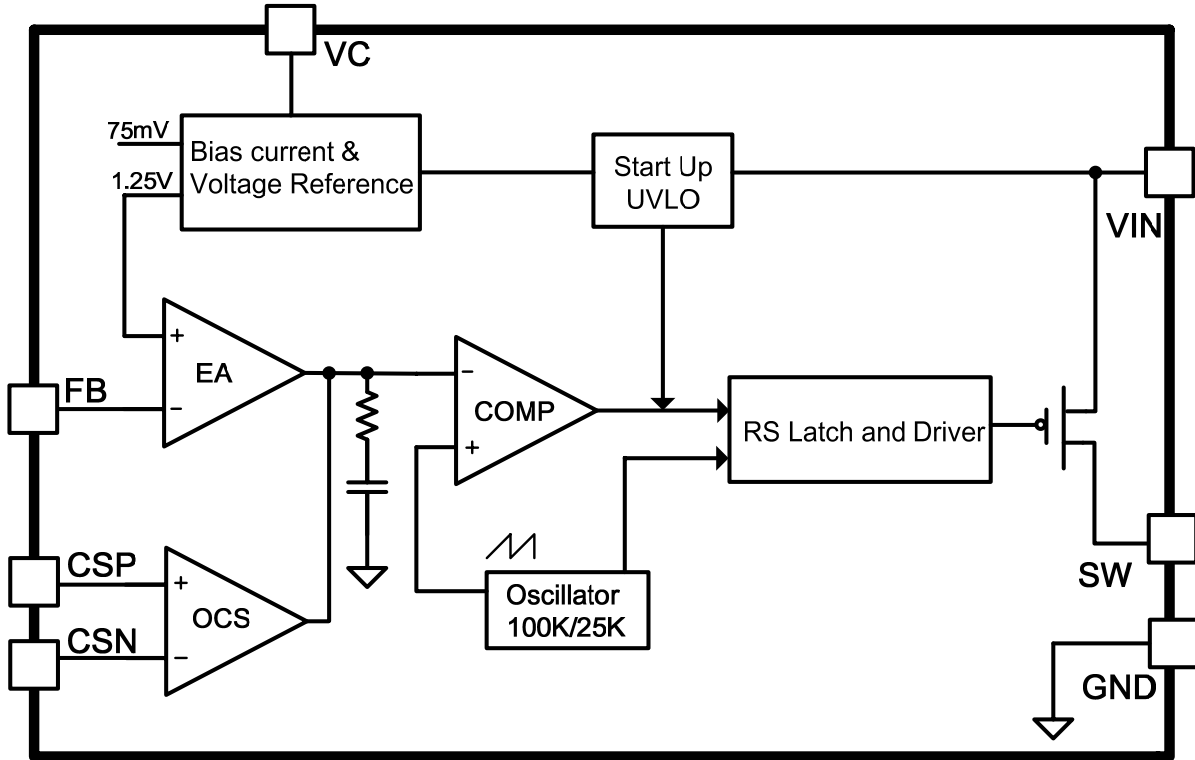 VC
75mV
1.25V
Bias current &
Voltage Reference
Start Up
UVLO
VIN
+
EA
-
FB
-
COMP
+
RS Latch and Driver
CSP
+
OCS
CSN
-
Oscillator
100K/25K
SW
GND